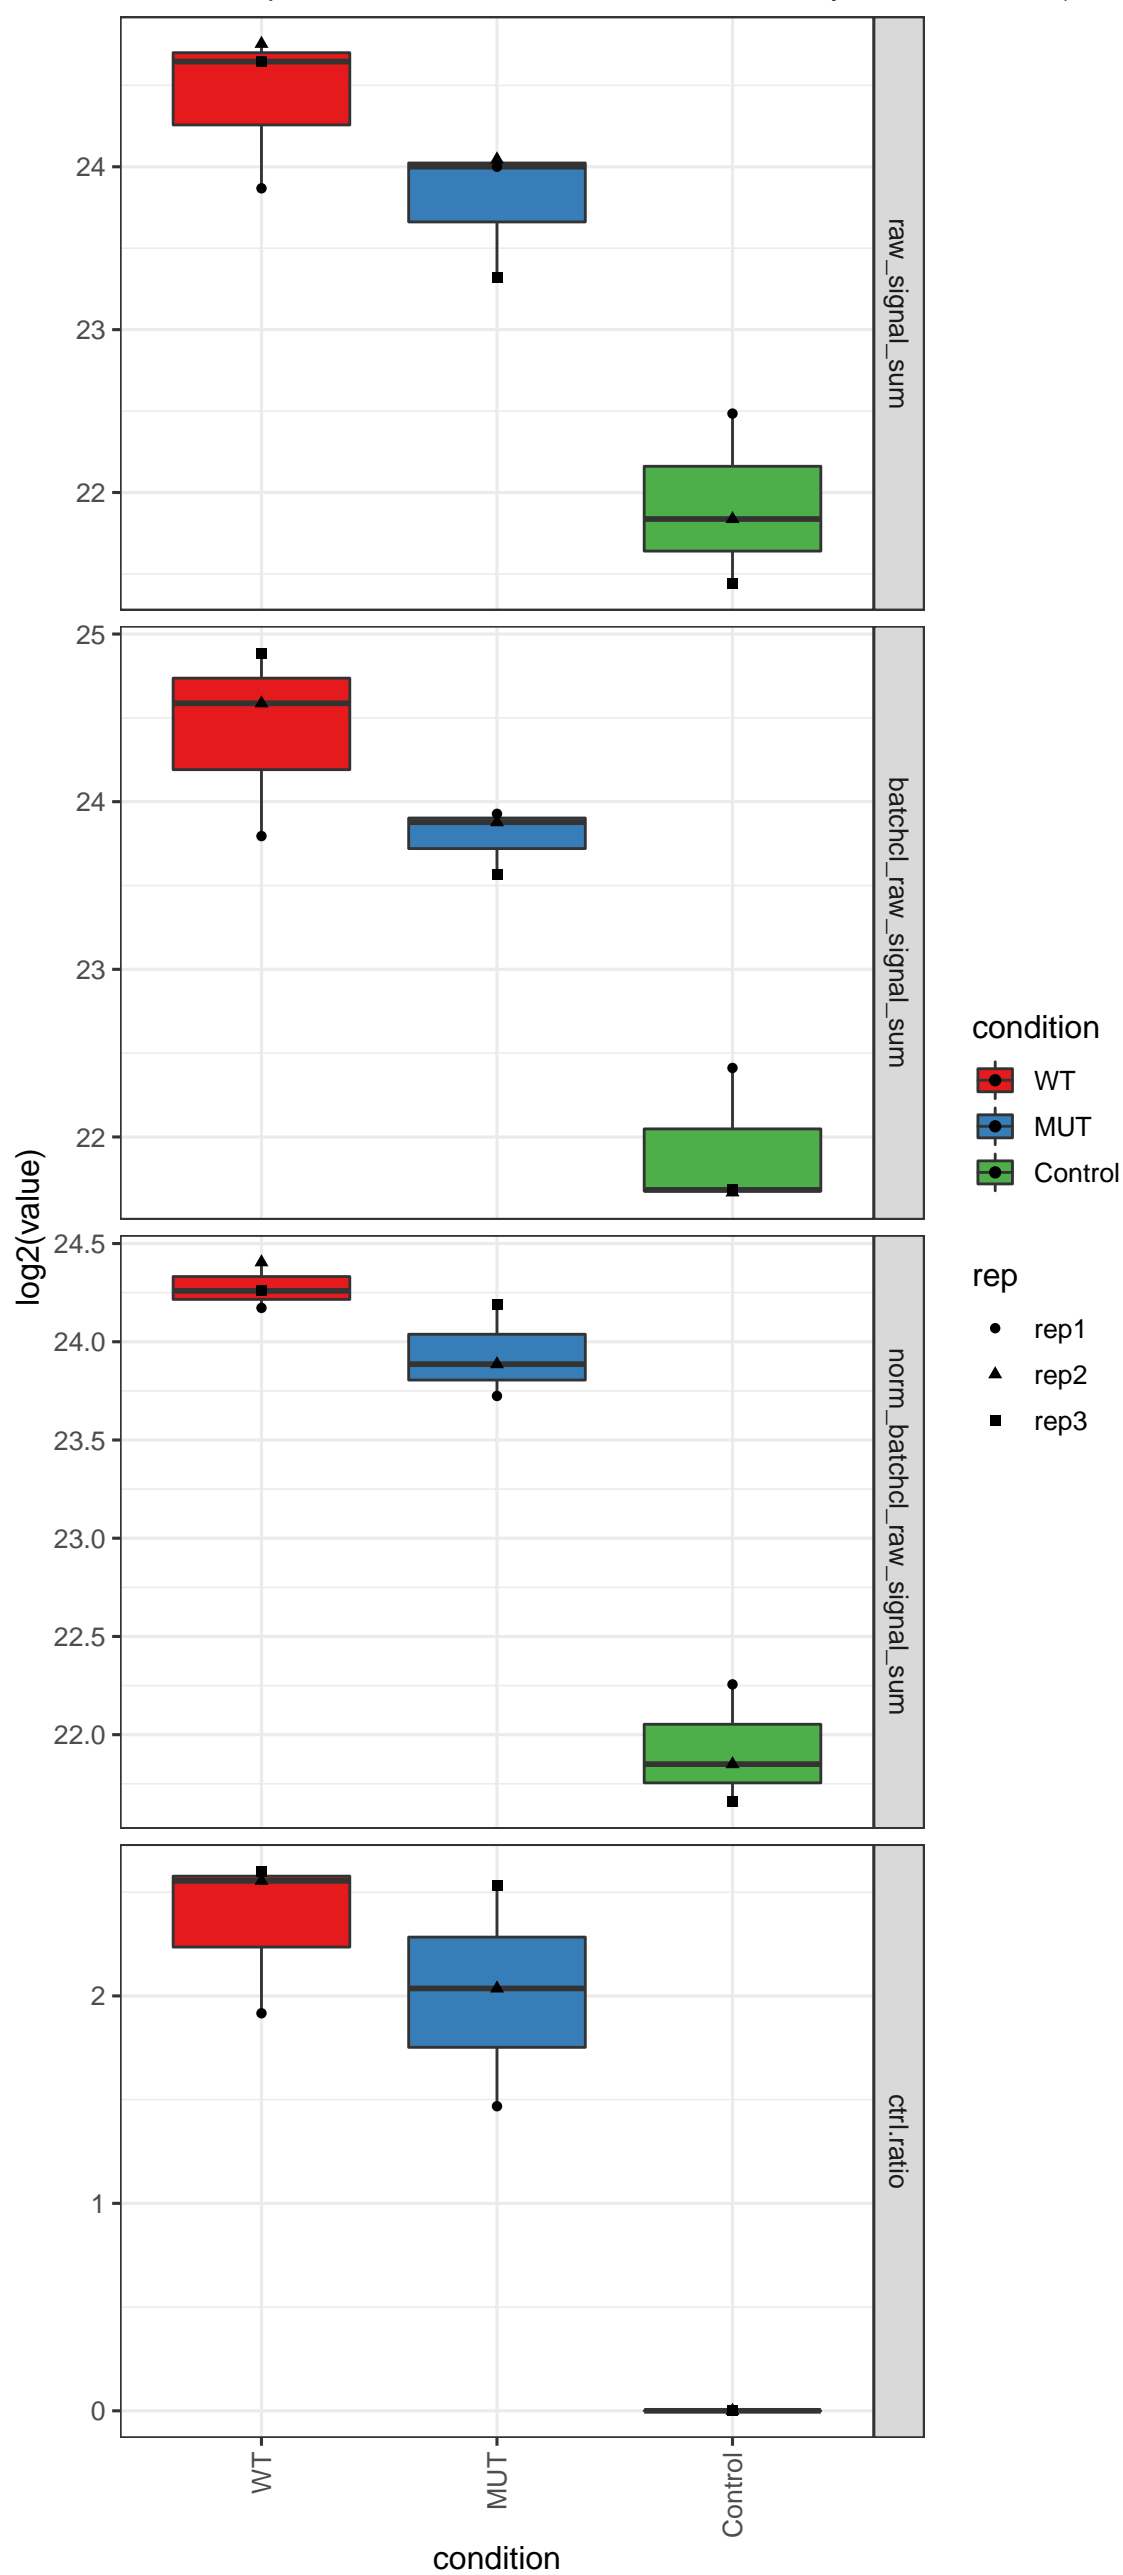 24
23
22
raw_signal_sum
25
24
23
22
batchcl_raw_signal_sum
24.5
24.0
23.5
23.0
22.5
22.0
norm_batchcl_raw_signal_sum
2
1
0
ctrl.ratio
WT
MUT
Control
condition
log2(value)
condition
WT
MUT
Control
rep
rep1
rep2
rep3